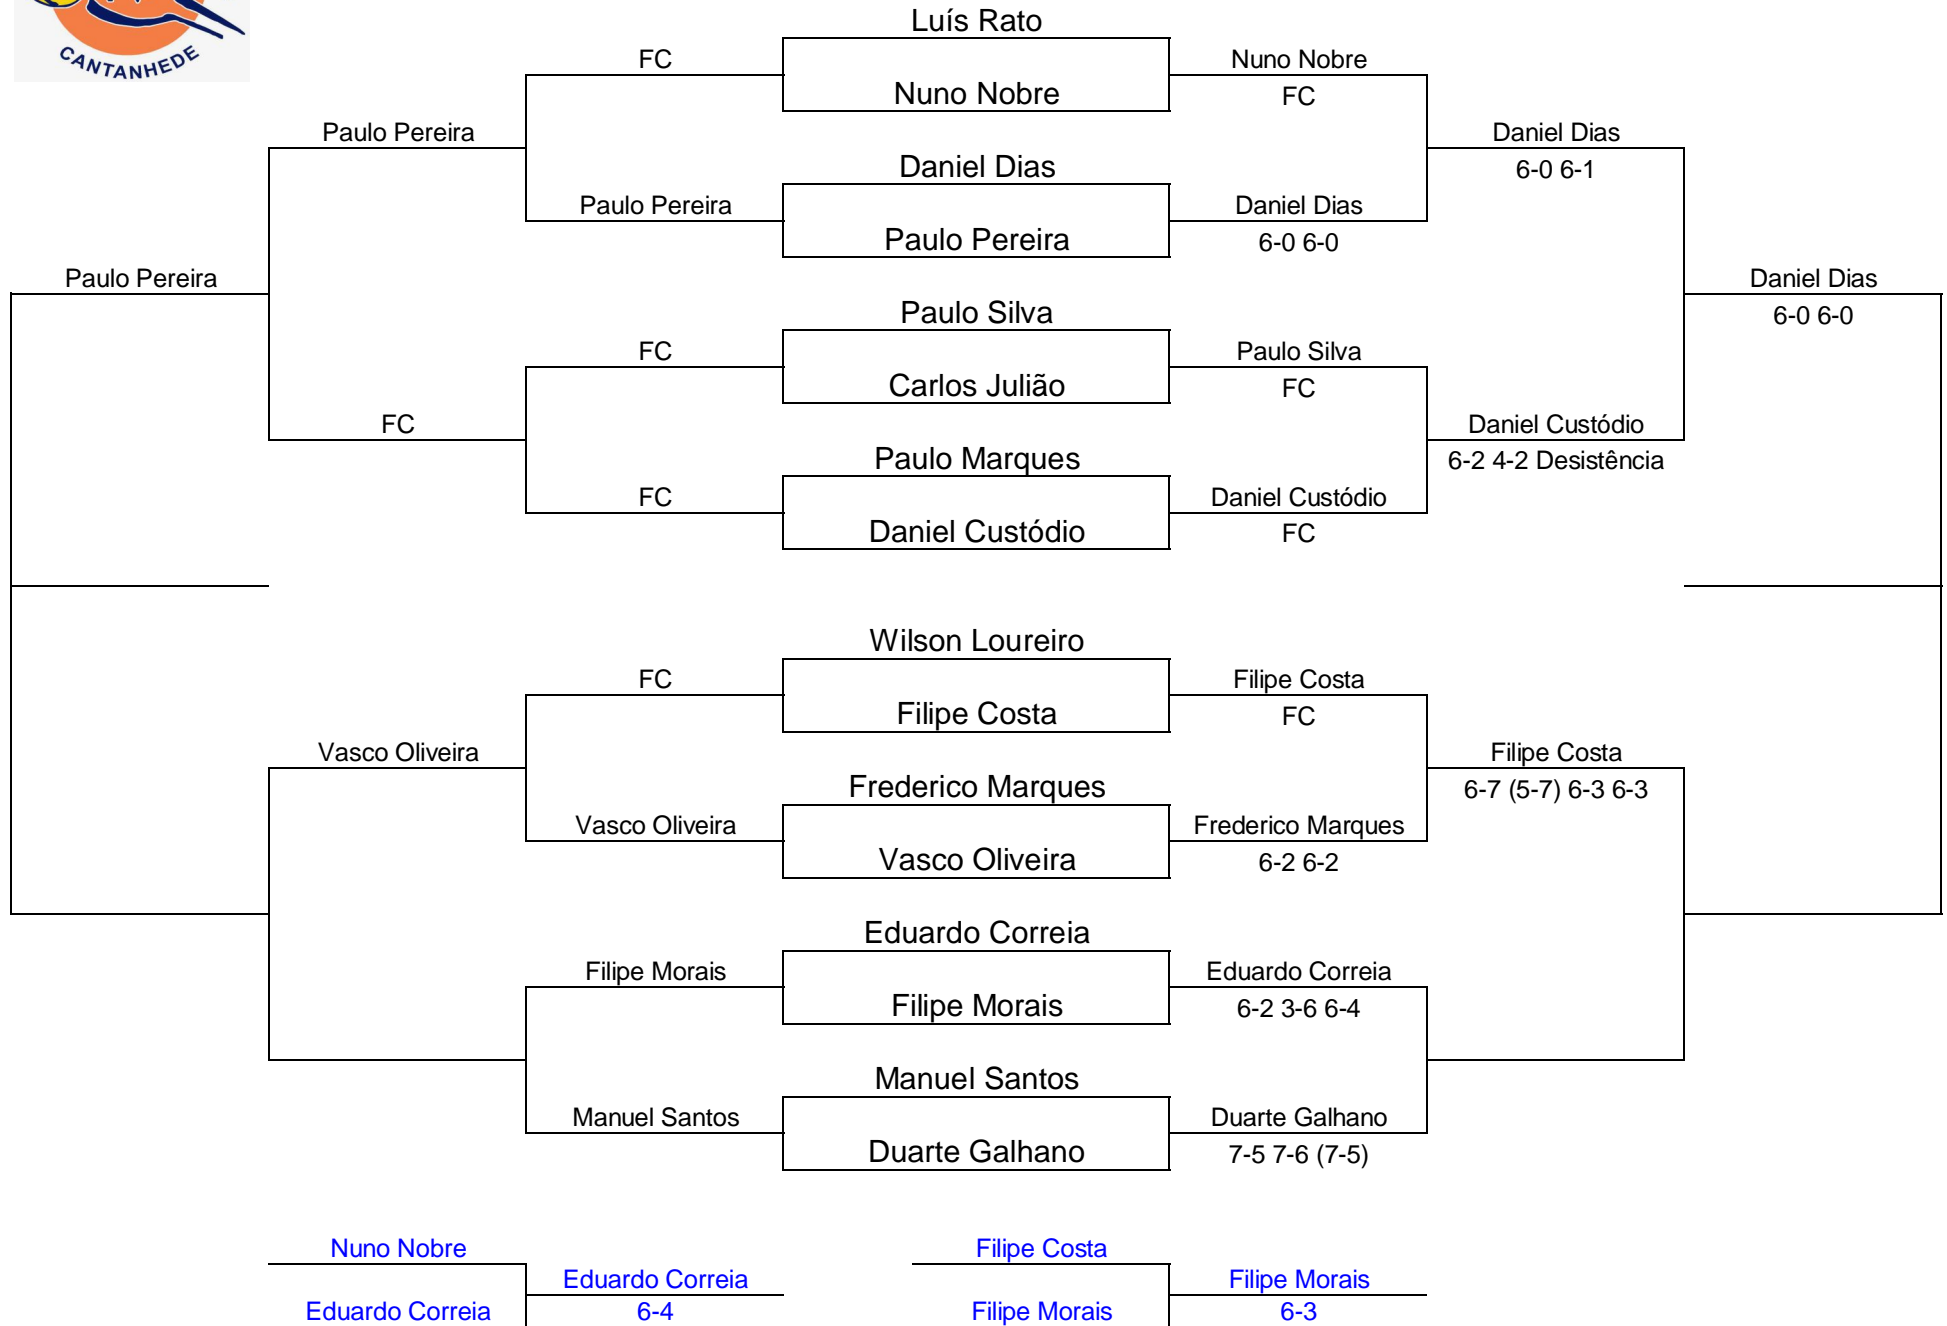 CANTANHEDE
Luís Rato
FC
Nuno Nobre
Nuno Nobre
FC
Paulo Pereira
Daniel Dias
Daniel Dias
6-0 6-1
Paulo Pereira
Daniel Dias
Paulo Pereira
6-0 6-0
Paulo Pereira
Daniel Dias
Paulo Silva
6-0 6-0
FC
Paulo Silva
Carlos Julião
FC
FC
Daniel Custódio
Paulo Marques
6-2 4-2 Desistência
FC
Daniel Custódio
Daniel Custódio
FC
Wilson Loureiro
FC
Filipe Costa
Filipe Costa
FC
Vasco Oliveira
Filipe Costa
Frederico Marques
6-7 (5-7) 6-3 6-3
Vasco Oliveira
Frederico Marques
Vasco Oliveira
6-2 6-2
Eduardo Correia
Filipe Morais
Eduardo Correia
Filipe Morais
6-2 3-6 6-4
Manuel Santos
Manuel Santos
Duarte Galhano
Duarte Galhano
7-5 7-6 (7-5)
Nuno Nobre
Filipe Costa
Eduardo Correia
Filipe Morais
Eduardo Correia
6-4
Filipe Morais
6-3